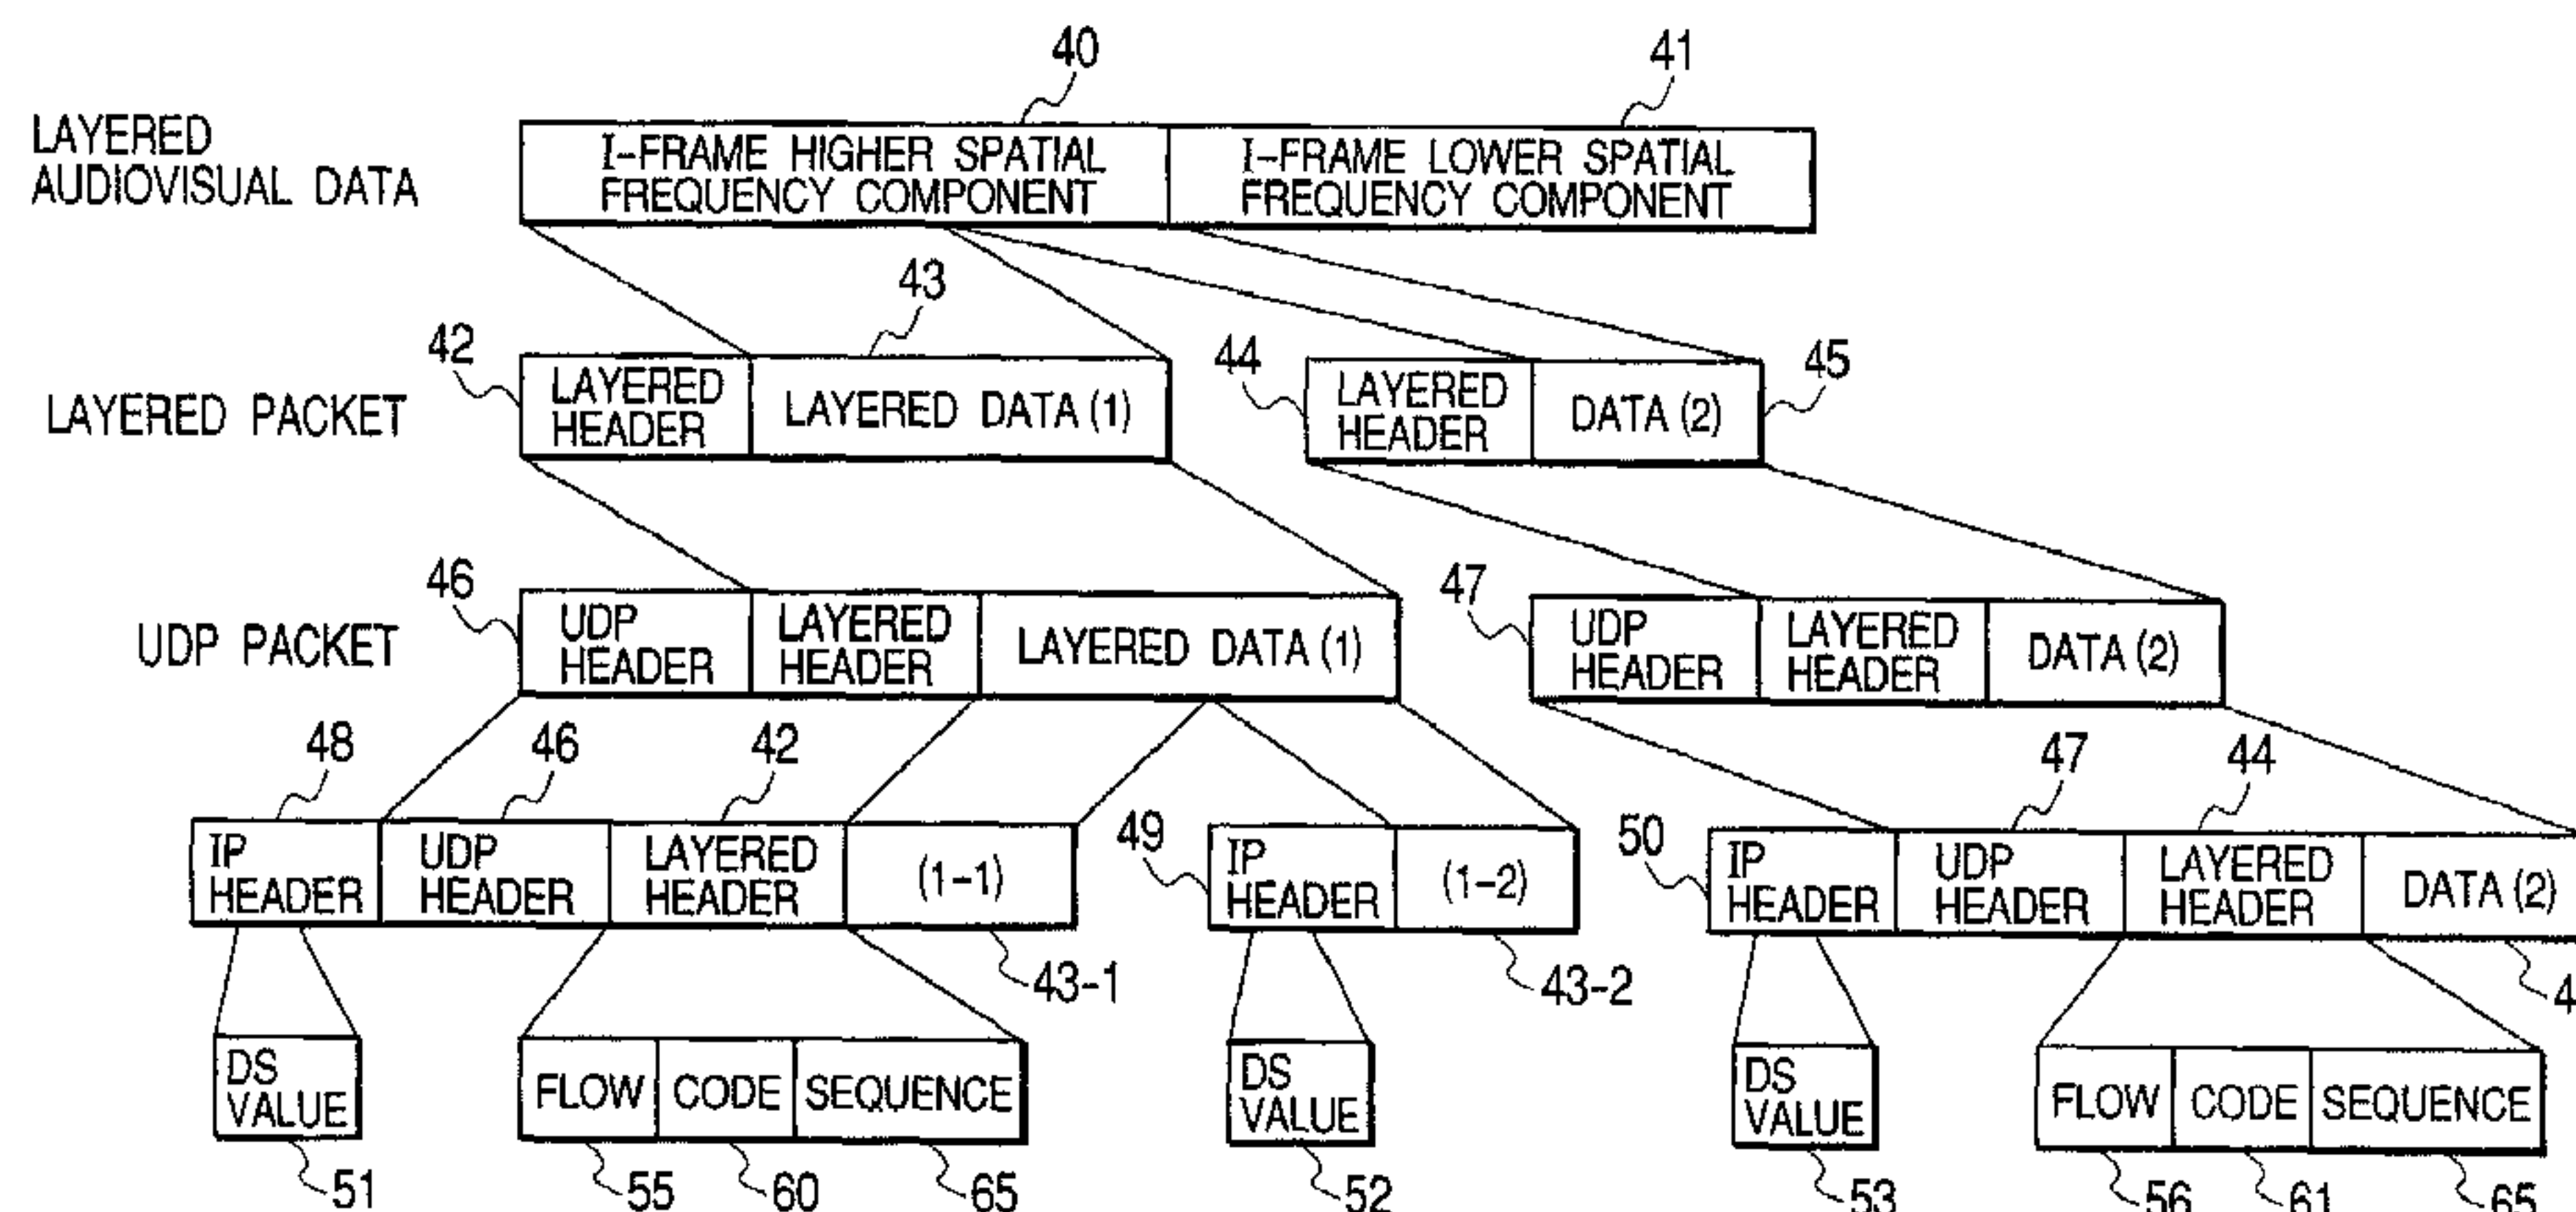 40
41
LAYERED
AUDIOVISUAL DATA
I-FRAME HIGHER SPATIAL
FREQUENCY COMPONENT
I-FRAME LOWER SPATIAL
FREQUENCY COMPONENT
43
42
44
45
LAYERED PACKET
LAYERED
HEADER
LAYERED DATA (1)
LAYERED
HEADER
DATA (2)
46
47
UDP PACKET
UDP
HEADER
LAYERED
HEADER
LAYERED DATA (1)
UDP
HEADER
LAYERED
HEADER
DATA (2)
48
46
42
49
50
47
44
IP
HEADER
UDP
HEADER
LAYERED
HEADER
(1-1)
IP
HEADER
(1-2)
IP
HEADER
UDP
HEADER
LAYERED
HEADER
DATA (2)
43-1
43-2
DS
VALUE
FLOW
CODE
SEQUENCE
DS
VALUE
DS
VALUE
FLOW
CODE
SEQUENCE
51
55
60
65
52
53
56
61
65